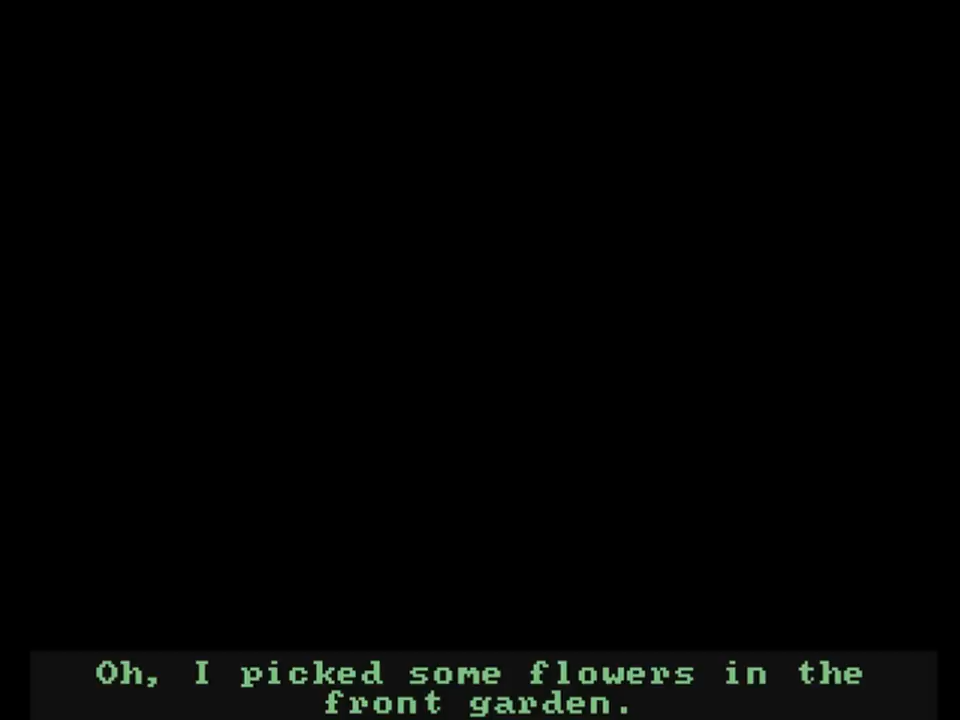 Oh, I picked some flowers in the
front garden.